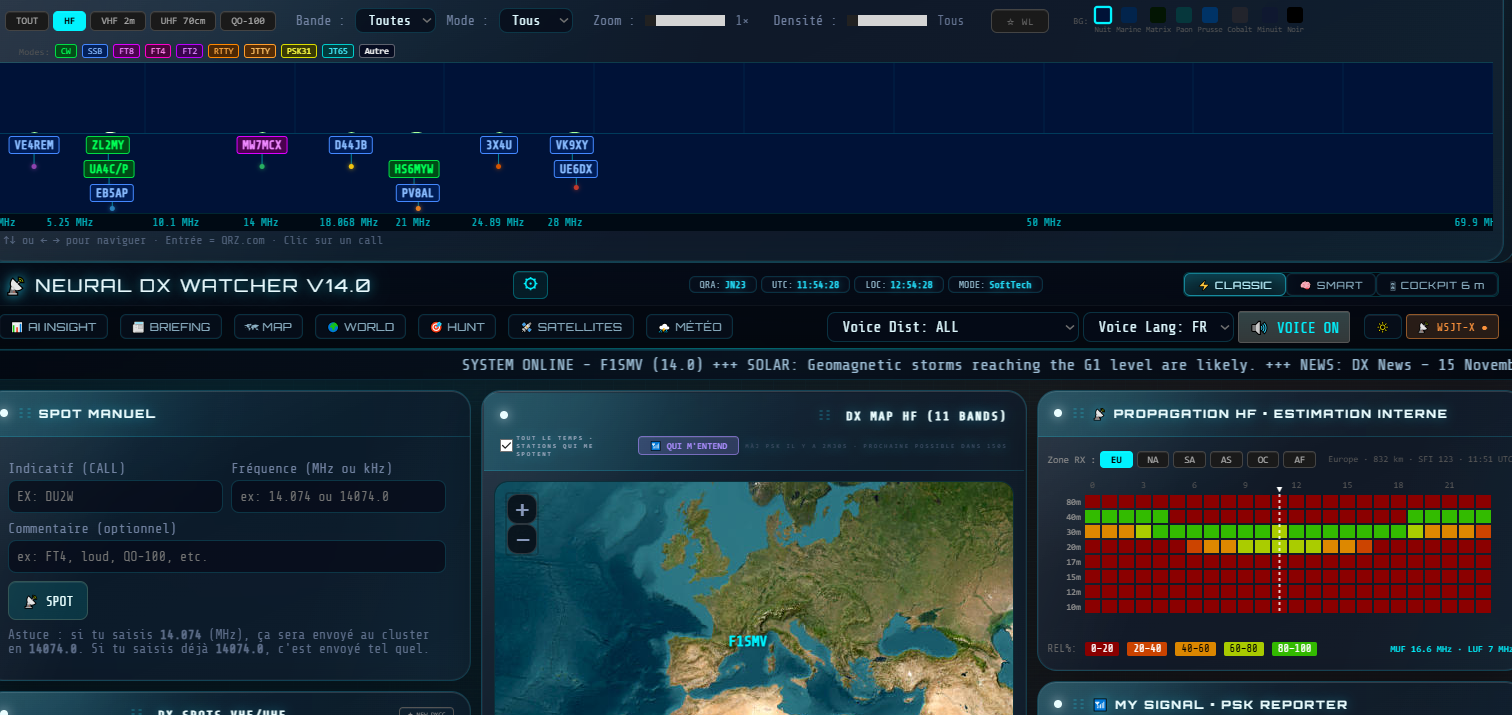 TOUT HF VHF 2m UHF 70cm QO-100 Bande : Toutes Mode : Tous Zoom : 1× Densité : Tous ☆ WL BG:
Nuit Marine Matrix Paon Prusse Cobalt Minuit Noir
Modes: CW SSB FT8 FT4 FT2 RTTY JTTY PSK31 JT65 Autre
VE4REM ZL2MY MW7MCX D44JB 3X4U VK9XY
UA4C/P HS6MYW UE6DX
EB5AP PV8AL
MHz 5.25 MHz 10.1 MHz 14 MHz 18.068 MHz 21 MHz 24.89 MHz 28 MHz 50 MHz 69.9 MH
↑↓ ou ← → pour naviguer · Entrée = QRZ.com · Clic sur un call
NEURAL DX WATCHER V14.0
QRA: JN23 UTC: 11:54:28 LOC: 12:54:28 MODE: SoftTech
CLASSIC SMART COCKPIT 6 m
AI INSIGHT BRIEFING MAP WORLD HUNT SATELLITES MÉTÉO
Voice Dist: ALL Voice Lang: FR VOICE ON WSJT-X ●
SYSTEM ONLINE - F1SMV (14.0) +++ SOLAR: Geomagnetic storms reaching the G1 level are likely. +++ NEWS: DX News – 15 Novemb
SPOT MANUEL
Indicatif (CALL) Fréquence (MHz ou kHz)
EX: DU2W ex: 14.074 ou 14074.0
Commentaire (optionnel)
ex: FT4, loud, QO-100, etc.
SPOT
Astuce : si tu saisis 14.074 (MHz), ça sera envoyé au cluster
en 14074.0. Si tu saisis déjà 14074.0, c'est envoyé tel quel.
DX SPOTS VHF/UHF
DX MAP HF (11 BANDS)
TOUT LE TEMPS -
STATIONS QUI ME
SPOTENT
QUI M'ENTEND
F1SMV
PROPAGATION HF • ESTIMATION INTERNE
Zone RX : EU NA SA AS OC AF Europe · 832 km · SFI 123 · 11:51 UTC
0 3 6 9 12 15 18 21
80m
40m
30m
20m
17m
15m
12m
10m
REL%: 0-20 20-40 40-60 60-80 80-100 MUF 16.6 MHz · LUF 7 MHz
MY SIGNAL • PSK REPORTER